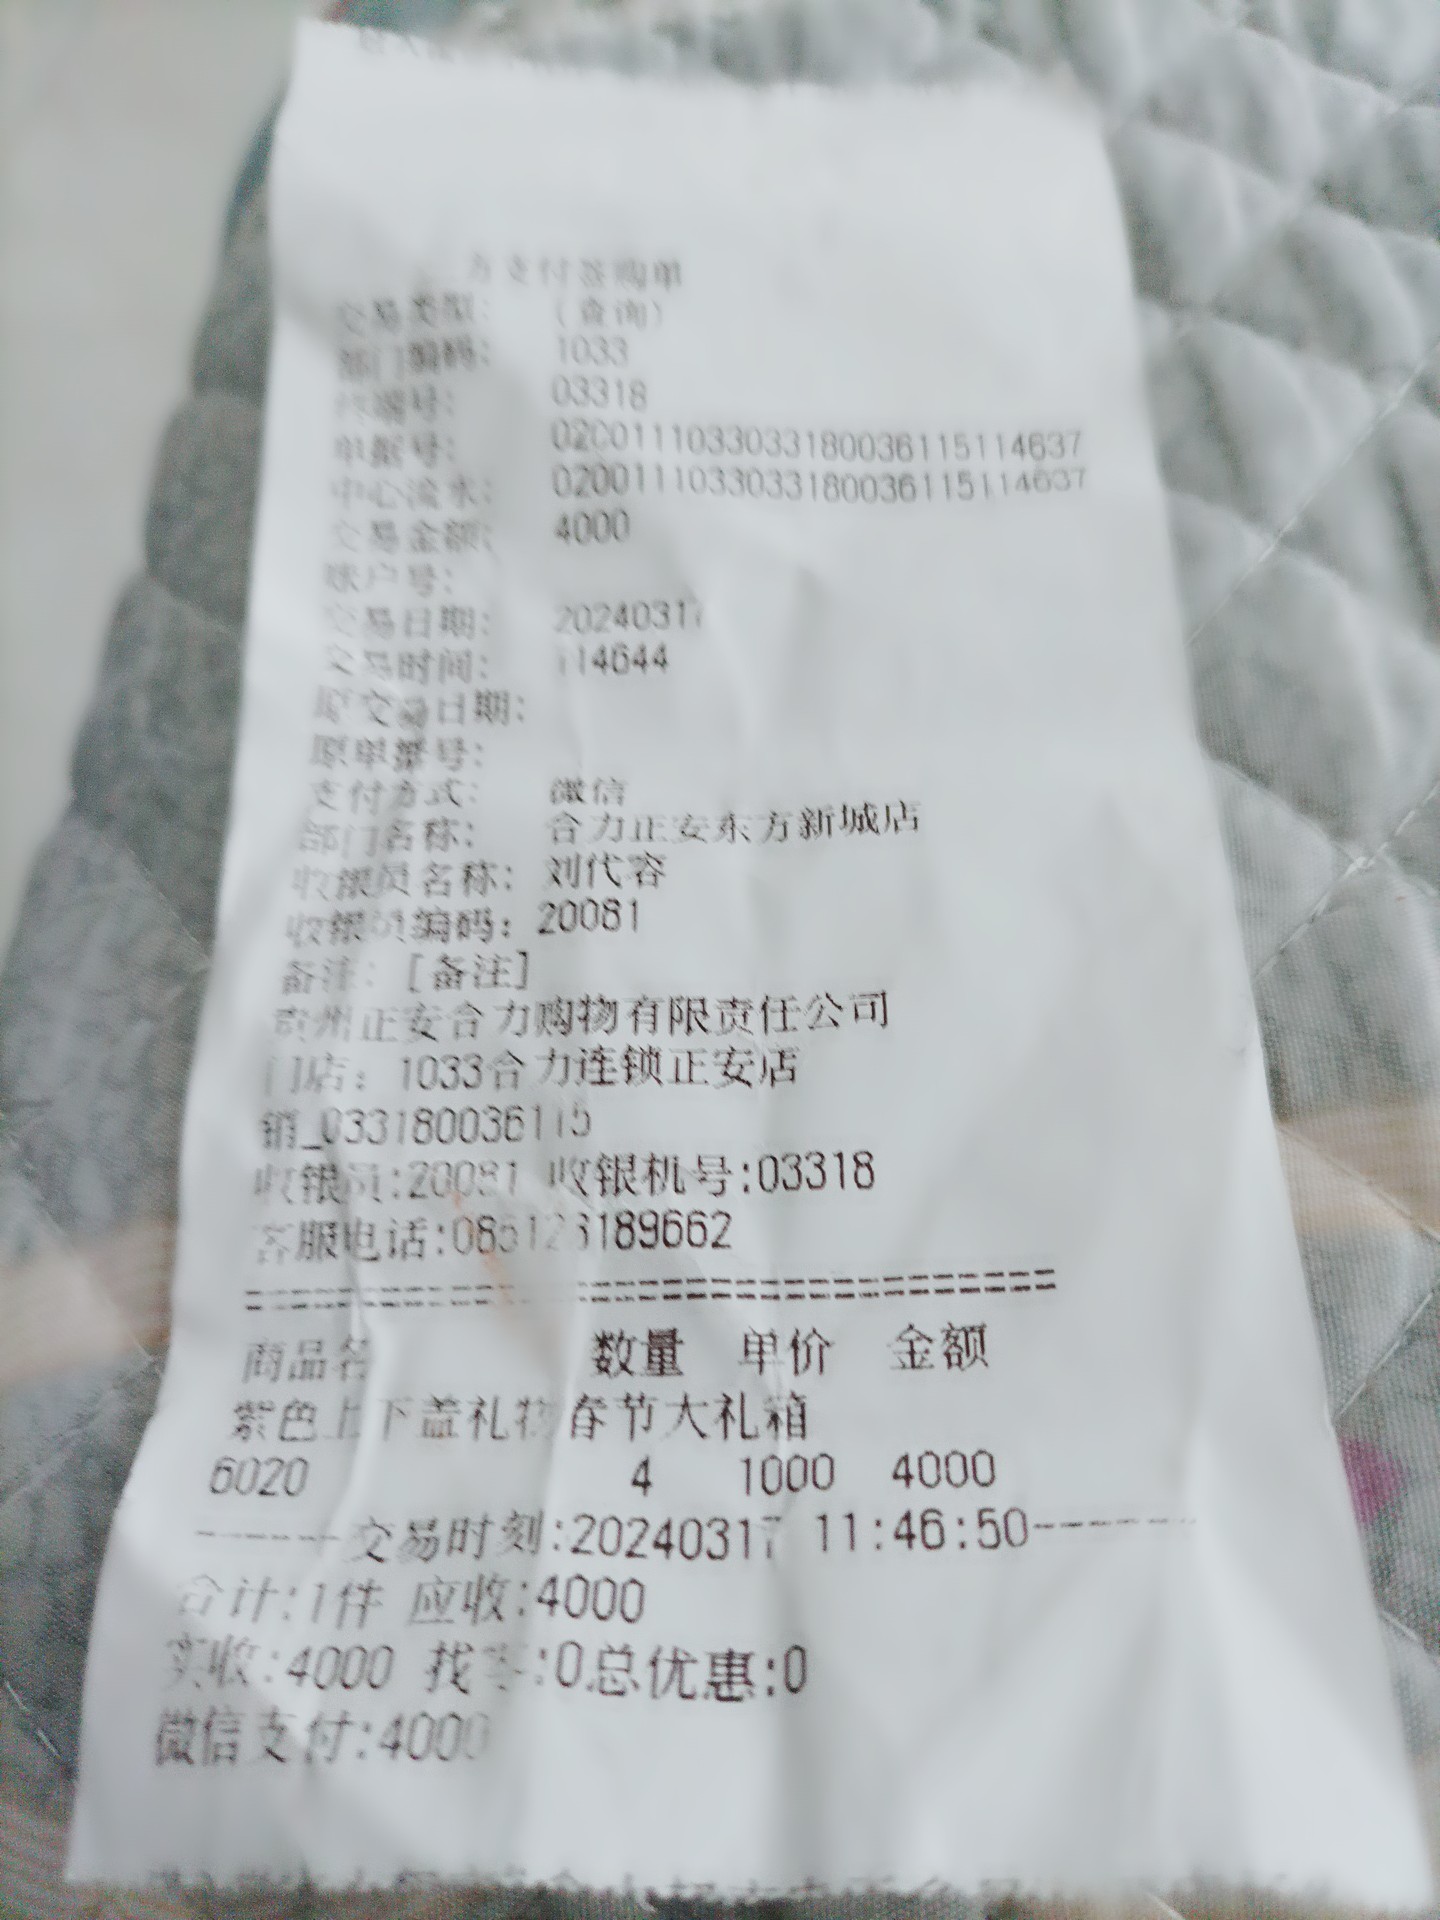 方支付签购单
交易类型： （查询）
部门编码： 1033
终端号： 03318
单据号： 020011103303318003611511​4637
中心流水： 0200111033033180036115114637
交易金额： 4000
账户号：
交易日期： 20240317
交易时间： 114644
原交易日期：
原单据号：
支付方式： 微信
部门名称： 合力正安东方新城店
收银员名称： 刘代容
收银员编码： 20081
备注：[备注]
贵州正安合力购物有限责任公司
门店：1033合力连锁正安店
销_033180036115
收银员:20081 收银机号:03318
客服电话:085123189662
商品名 数量 单价 金额
紫色上下盖礼物春节大礼箱
6020 4 1000 4000
------交易时刻:20240317 11:46:50------
合计:1件 应收:4000
实收:4000 找零:0总优惠:0
微信支付:4000